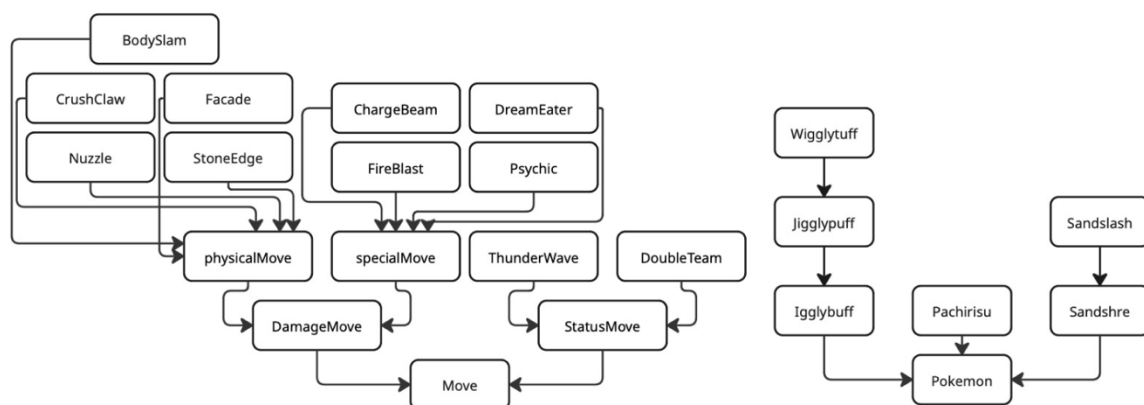 BodySlam
CrushClaw
Facade
ChargeBeam
DreamEater
Nuzzle
StoneEdge
FireBlast
Psychic
physicalMove
specialMove
ThunderWave
DoubleTeam
DamageMove
StatusMove
Move
Wigglytuff
Jigglypuff
Sandslash
Igglybuff
Pachirisu
Sandshre
Pokemon